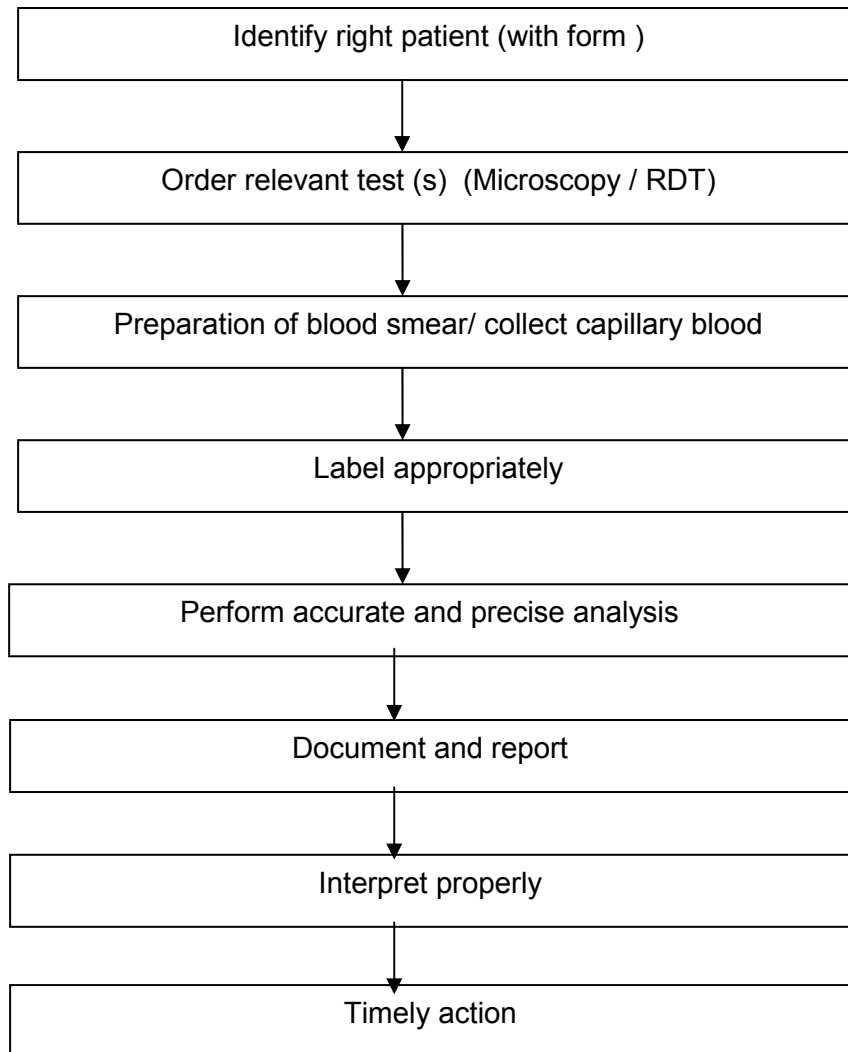 Identify right patient (with form )
Order relevant test (s)  (Microscopy / RDT)
Preparation of blood smear/ collect capillary blood
Label appropriately
Perform accurate and precise analysis
Document and report
Interpret properly
Timely action